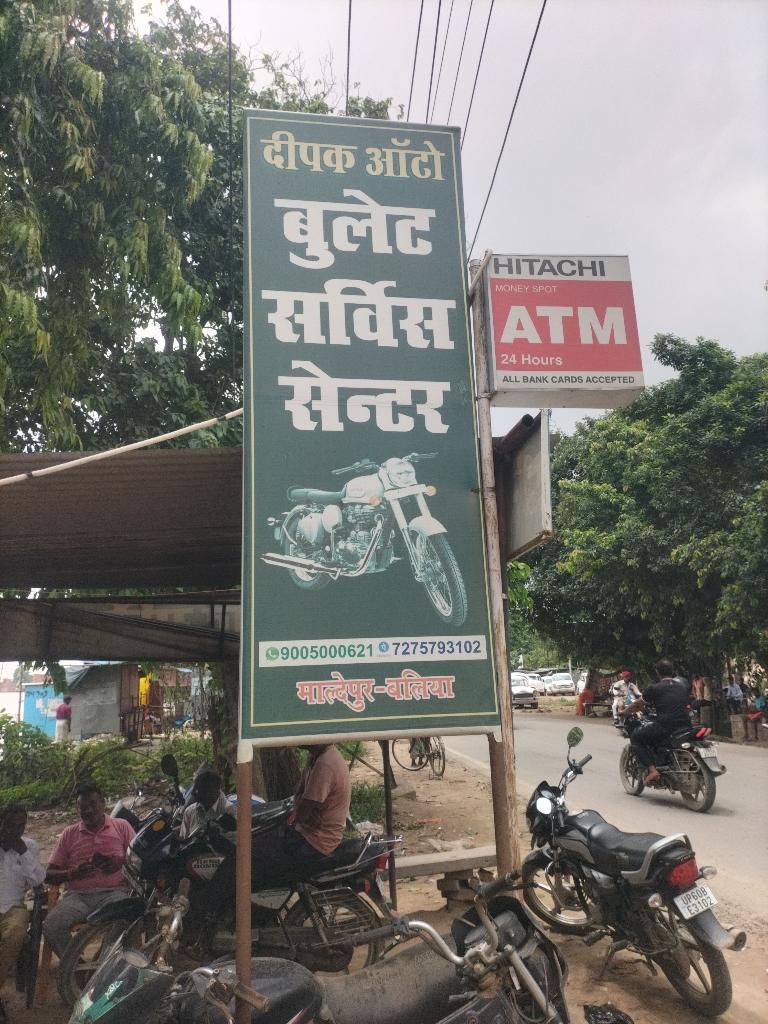 दीपक ऑटो
बुलेट
सर्विस
सेन्टर
9005000621 7275793102
माल्देपुर-बलिया
HITACHI
MONEY SPOT
ATM
24 Hours
ALL BANK CARDS ACCEPTED
UP60B
E3102